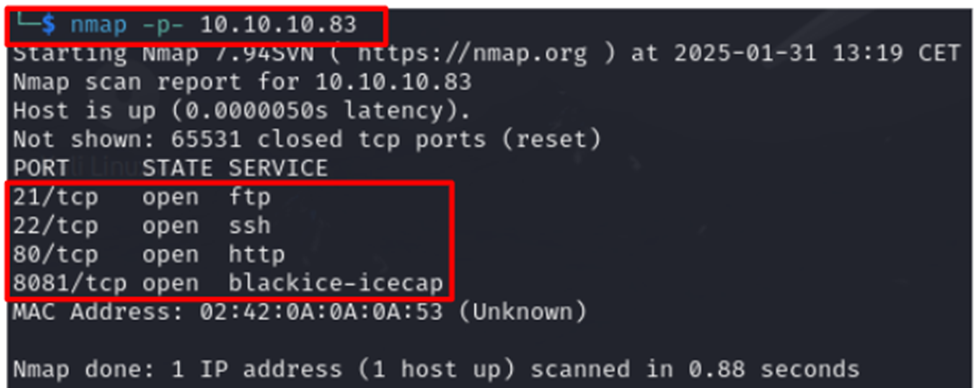 └─$ nmap -p- 10.10.10.83
Starting Nmap 7.94SVN ( https://nmap.org ) at 2025-01-31 13:19 CET
Nmap scan report for 10.10.10.83
Host is up (0.0000050s latency).
Not shown: 65531 closed tcp ports (reset)
PORT STATE SERVICE
21/tcp open ftp
22/tcp open ssh
80/tcp open http
8081/tcp open blackice-icecap
MAC Address: 02:42:0A:0A:0A:53 (Unknown)
Nmap done: 1 IP address (1 host up) scanned in 0.88 seconds